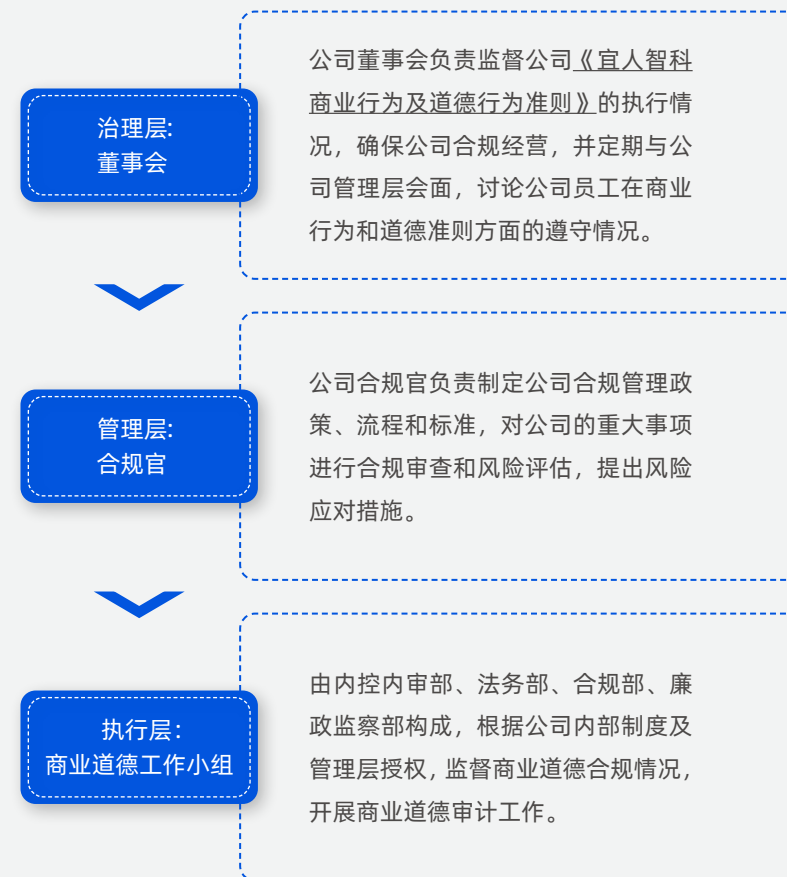 治理层:
董事会
公司董事会负责监督公司《宜人智科
商业行为及道德行为准则》的执行情
况，确保公司合规经营，并定期与公
司管理层会面，讨论公司员工在商业
行为和道德准则方面的遵守情况。
管理层:
合规官
公司合规官负责制定公司合规管理政
策、流程和标准，对公司的重大事项
进行合规审查和风险评估，提出风险
应对措施。
执行层：
商业道德工作小组
由内控内审部、法务部、合规部、廉
政监察部构成，根据公司内部制度及
管理层授权，监督商业道德合规情况，
开展商业道德审计工作。